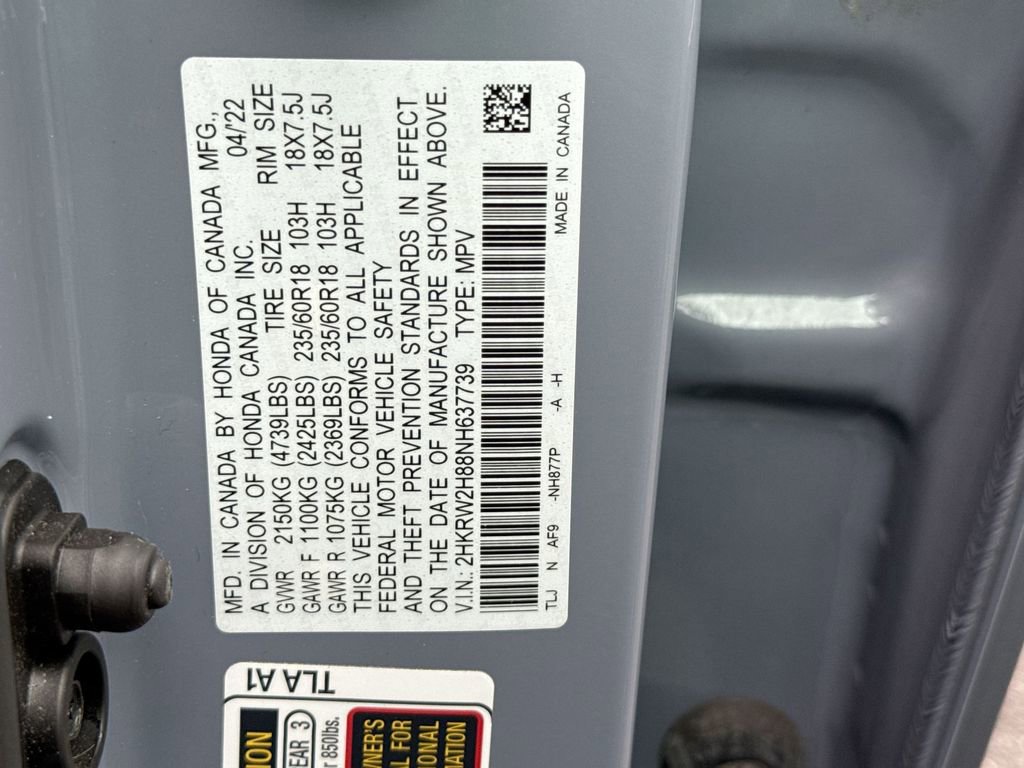 MFD. IN CANADA BY HONDA OF CANADA MFG.,
A DIVISION OF HONDA CANADA INC. 04/'22
GVWR 2150KG (4739LBS) TIRE SIZE RIM SIZE
GAWR F 1100KG (2425LBS) 235/60R18 103H 18X7.5J
GAWR R 1075KG (2369LBS) 235/60R18 103H 18X7.5J
THIS VEHICLE CONFORMS TO ALL APPLICABLE
FEDERAL MOTOR VEHICLE SAFETY
AND THEFT PREVENTION STANDARDS IN EFFECT
ON THE DATE OF MANUFACTURE SHOWN ABOVE.
V.I.N.: 2HKRW2H88NH637739 TYPE: MPV
TLJ N AF9 -NH877P -A -H MADE IN CANADA
TLA A1
EAR 3
850lbs.